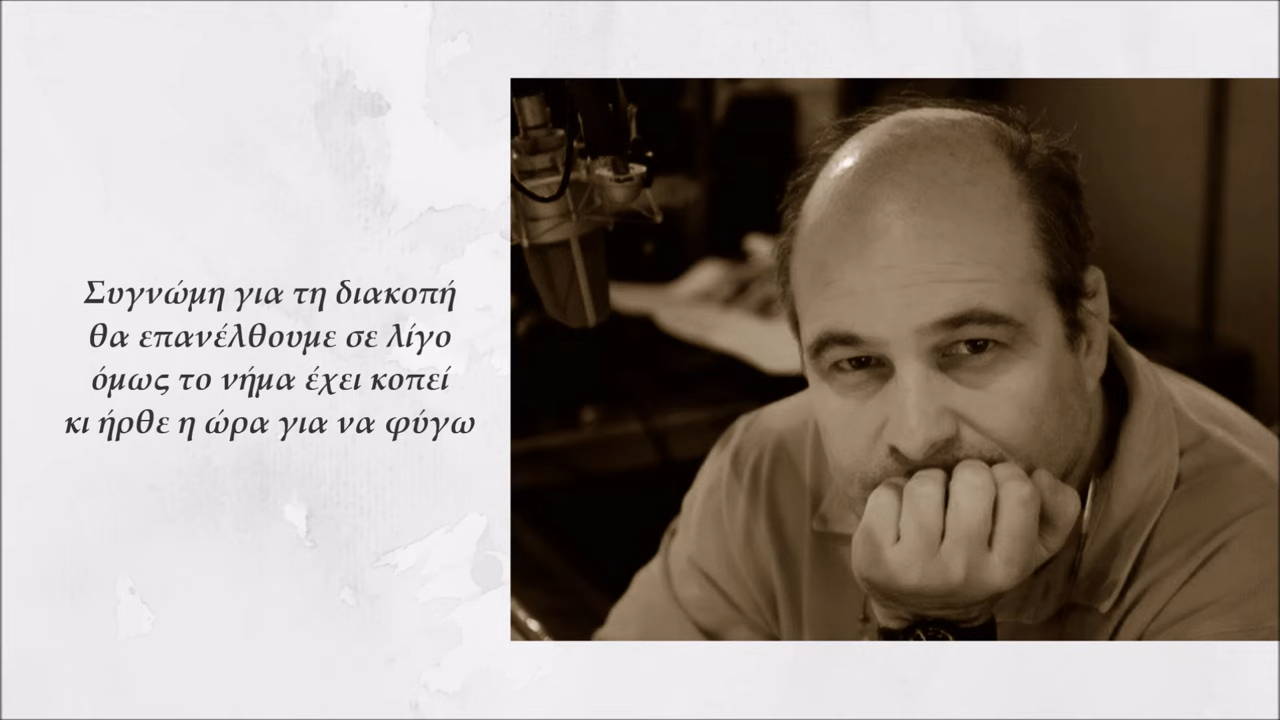 Συγνώμη για τη διακοπή
θα επανέλθουμε σε λίγο
όμως το νήμα έχει κοπεί
κι ήρθε η ώρα για να φύγω